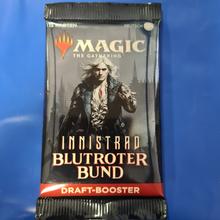 MAGIC
THE GATHERING
INNISTRAD
BLUTROTER
BUND
DRAFT-BOOSTER